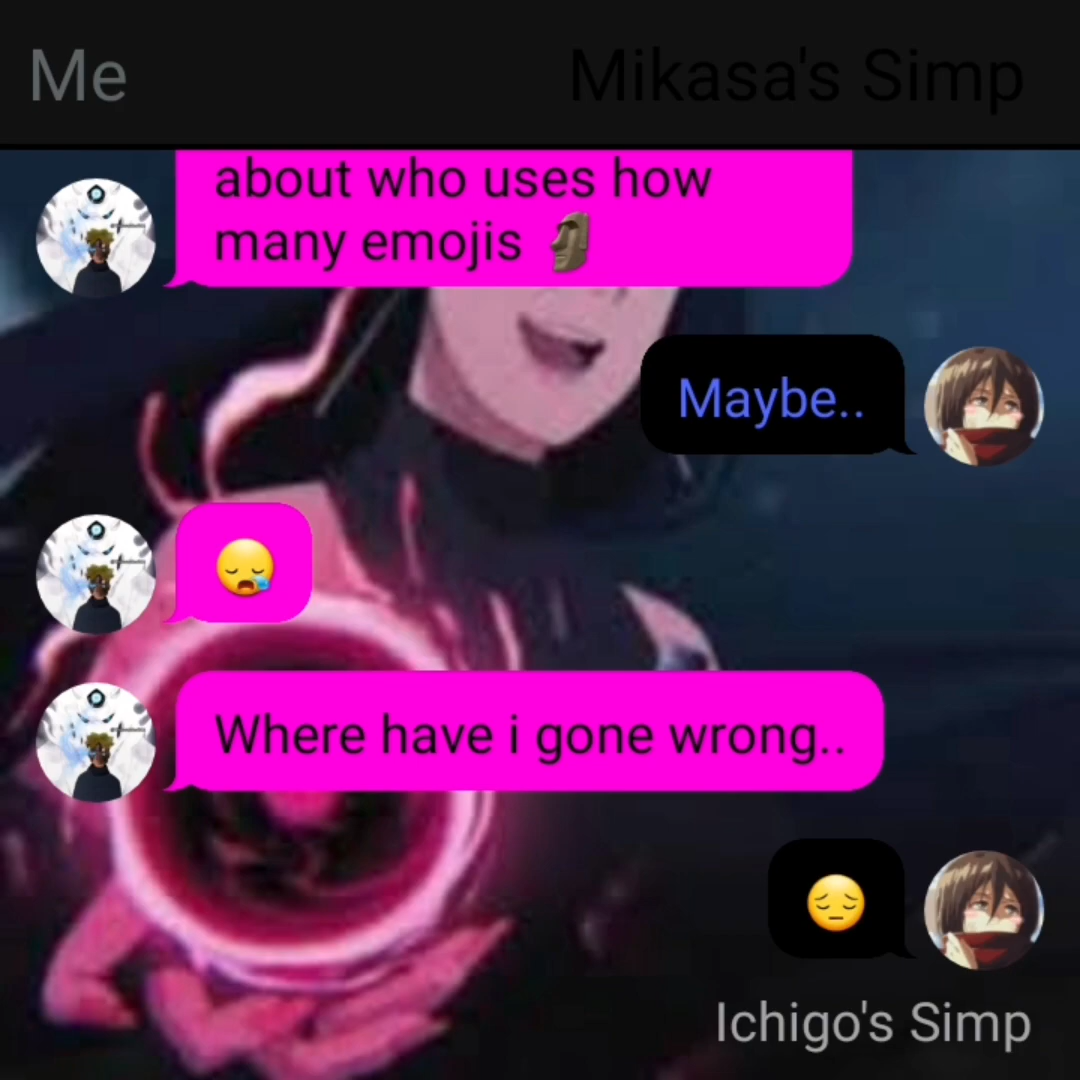 Me
Mikasa's Simp
about who uses how
many emojis 🗿
Maybe..
😪
Where have i gone wrong..
😔
Ichigo's Simp